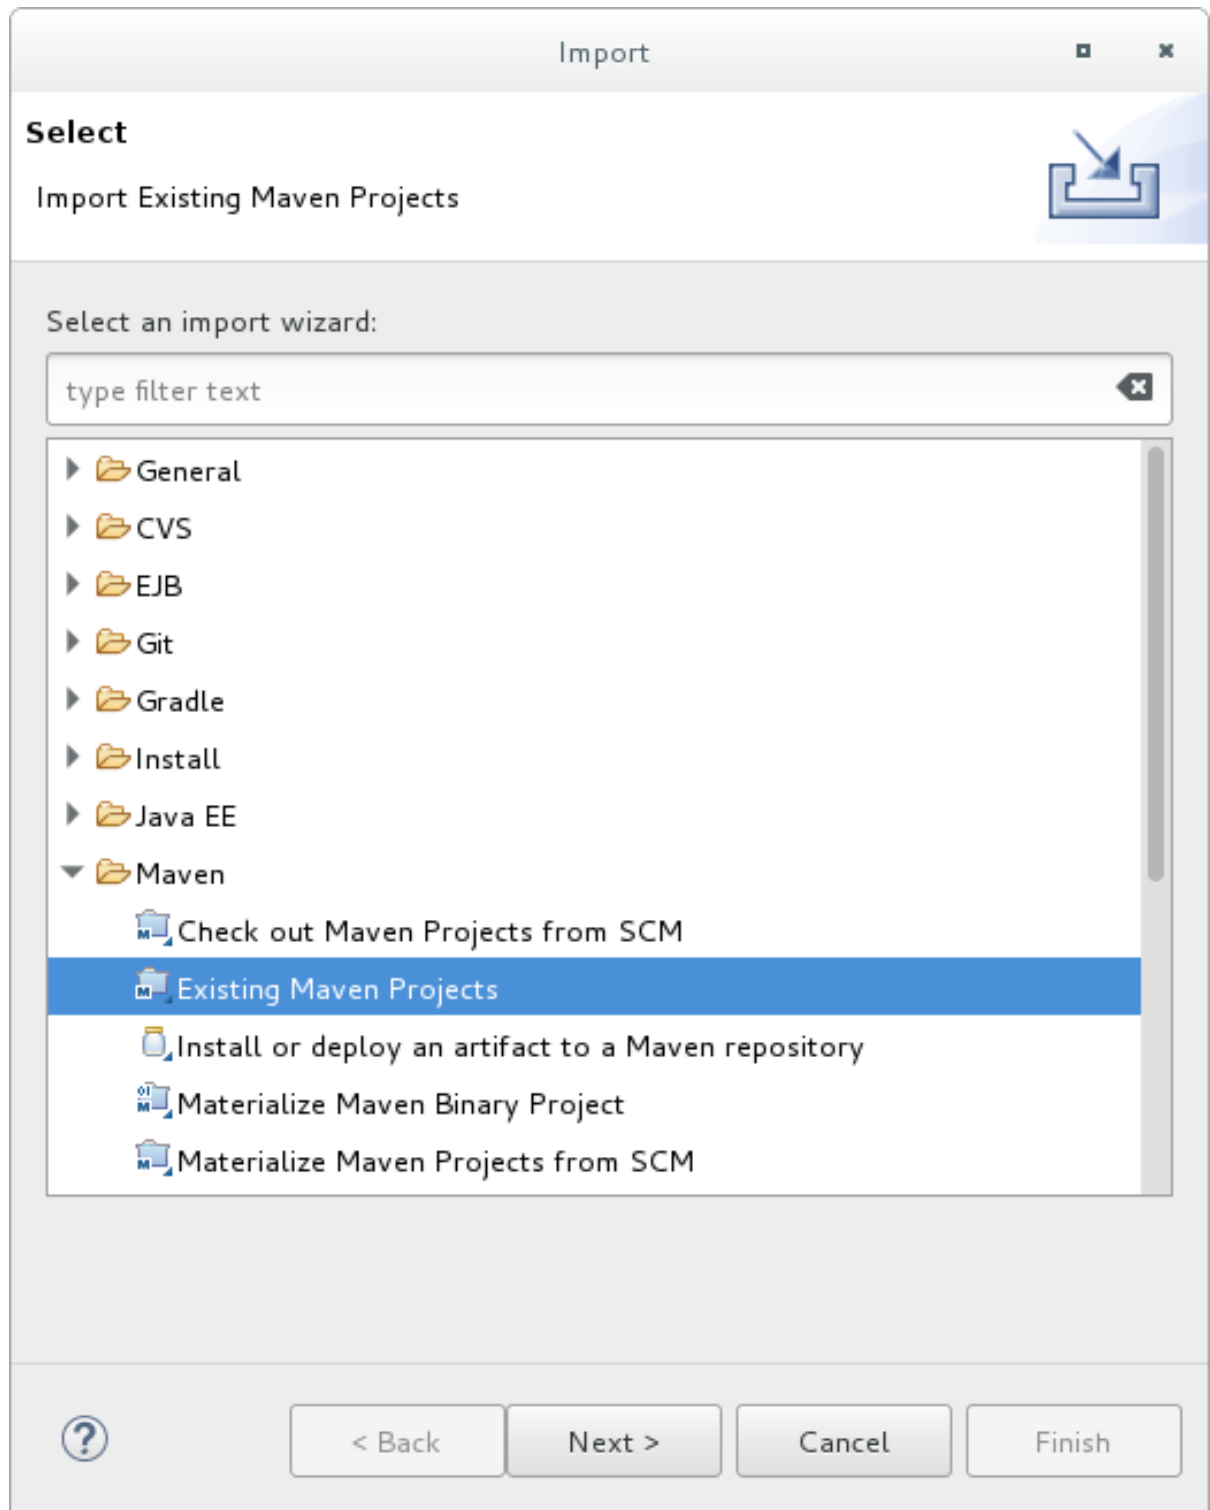 Import
Select
Import Existing Maven Projects
Select an import wizard:
type filter text
General
CVS
EJB
Git
Gradle
Install
Java EE
Maven
Check out Maven Projects from SCM
Existing Maven Projects
Install or deploy an artifact to a Maven repository
Materialize Maven Binary Project
Materialize Maven Projects from SCM
? < Back Next > Cancel Finish